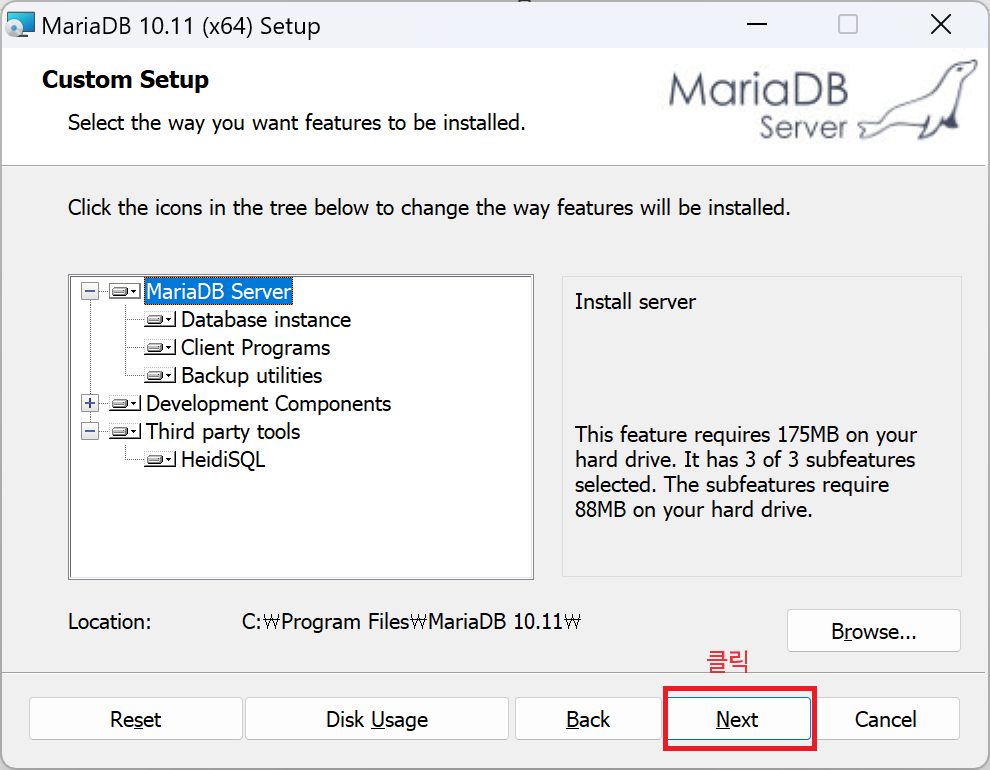 MariaDB 10.11 (x64) Setup
Custom Setup
Select the way you want features to be installed.
MariaDB
Server
Click the icons in the tree below to change the way features will be installed.
MariaDB Server
Database instance
Client Programs
Backup utilities
Development Components
Third party tools
HeidiSQL
Install server
This feature requires 175MB on your
hard drive. It has 3 of 3 subfeatures
selected. The subfeatures require
88MB on your hard drive.
Location: C:₩Program Files₩MariaDB 10.11₩
Browse...
클릭
Reset Disk Usage Back Next Cancel